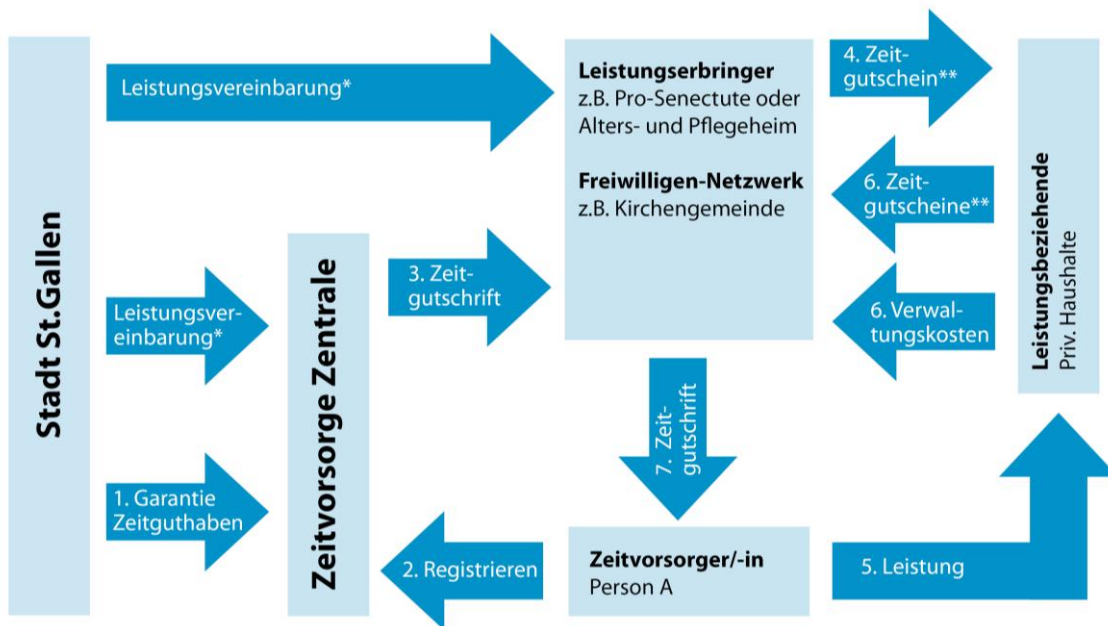 Stadt St.Gallen
Leistungsvereinbarung*
Leistungsver-
einbarung*
1. Garantie
Zeitguthaben
Zeitvorsorge Zentrale
2. Registrieren
3. Zeit-
gutschrift
Leistungserbringer
z.B. Pro-Senectute oder
Alters- und Pflegeheim
Freiwilligen-Netzwerk
z.B. Kirchengemeinde
4. Zeit-
gutschein**
6. Zeit-
gutscheine**
6. Verwal-
tungskosten
Leistungsbeziehende
Priv. Haushalte
7. Zeit-
gutschrift
Zeitvorsorger/-in
Person A
5. Leistung